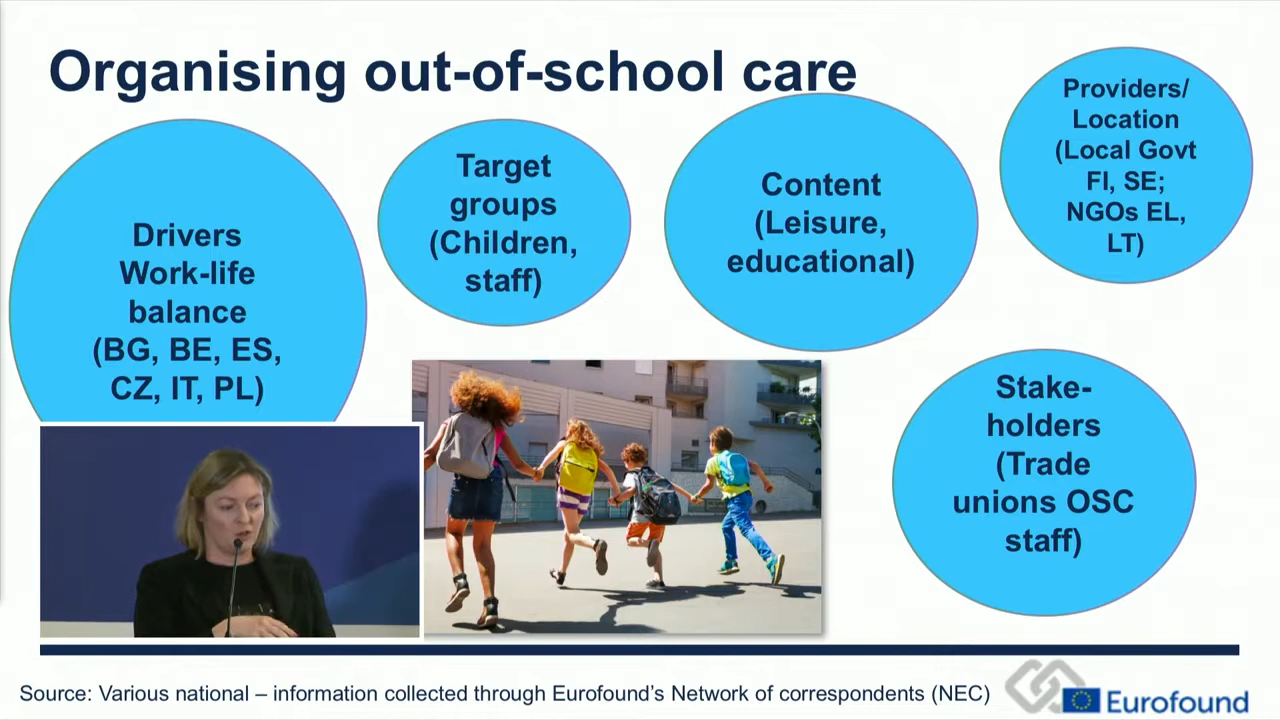 Organising out-of-school care
Drivers
Work-life
balance
(BG, BE, ES,
CZ, IT, PL)
Target
groups
(Children,
staff)
Content
(Leisure,
educational)
Providers/
Location
(Local Govt
FI, SE;
NGOs EL,
LT)
Stake-
holders
(Trade
unions OSC
staff)
Source: Various national – information collected through Eurofound's Network of correspondents (NEC)
Eurofound